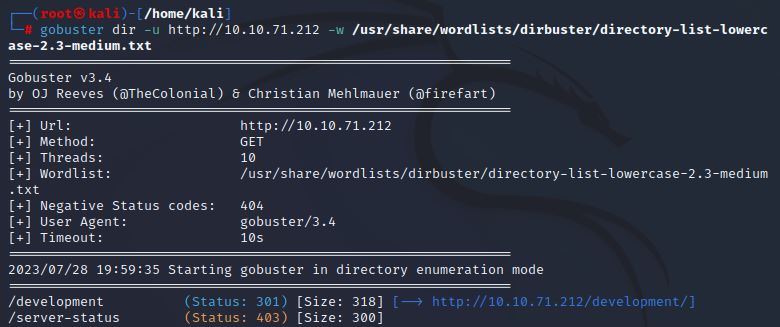 ┌──(root㉿kali)-[/home/kali]
└─# gobuster dir -u http://10.10.71.212 -w /usr/share/wordlists/dirbuster/directory-list-lowerc
ase-2.3-medium.txt
===============================================================
Gobuster v3.4
by OJ Reeves (@TheColonial) & Christian Mehlmauer (@firefart)
===============================================================
[+] Url:                     http://10.10.71.212
[+] Method:                  GET
[+] Threads:                 10
[+] Wordlist:                /usr/share/wordlists/dirbuster/directory-list-lowercase-2.3-medium
.txt
[+] Negative Status codes:   404
[+] User Agent:              gobuster/3.4
[+] Timeout:                 10s
===============================================================
2023/07/28 19:59:35 Starting gobuster in directory enumeration mode
===============================================================
/development          (Status: 301) [Size: 318] [--> http://10.10.71.212/development/]
/server-status        (Status: 403) [Size: 300]